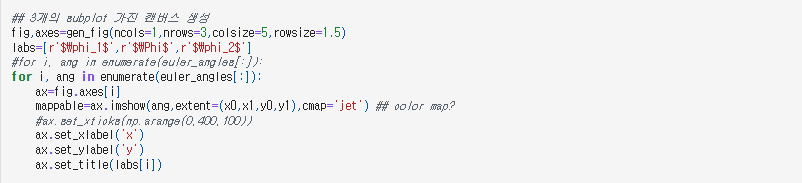 ## 3개의 subplot 가진 캔버스 생성
fig,axes=gen_fig(ncols=1,nrows=3,colsize=5,rowsize=1.5)
labs=[r'$₩phi_1$',r'$₩Phi$',r'$₩phi_2$']
#for i, ang in enumerate(euler_angles[:]):
for i, ang in enumerate(euler_angles[:]):
    ax=fig.axes[i]
    mappable=ax.imshow(ang,extent=(x0,x1,y0,y1),cmap='jet') ## color map?
    #ax.set_xticks(np.arange(0,400,100))
    ax.set_xlabel('x')
    ax.set_ylabel('y')
    ax.set_title(labs[i])